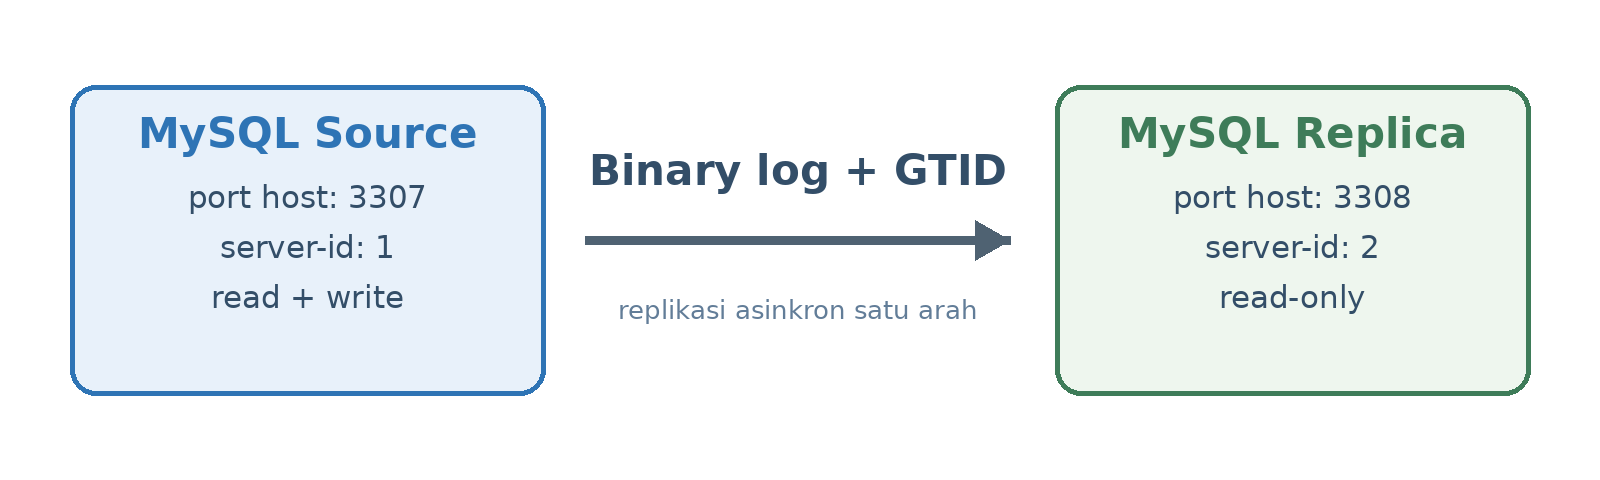 MySQL Source
port host: 3307
server-id: 1
read + write
Binary log + GTID
replikasi asinkron satu arah
MySQL Replica
port host: 3308
server-id: 2
read-only